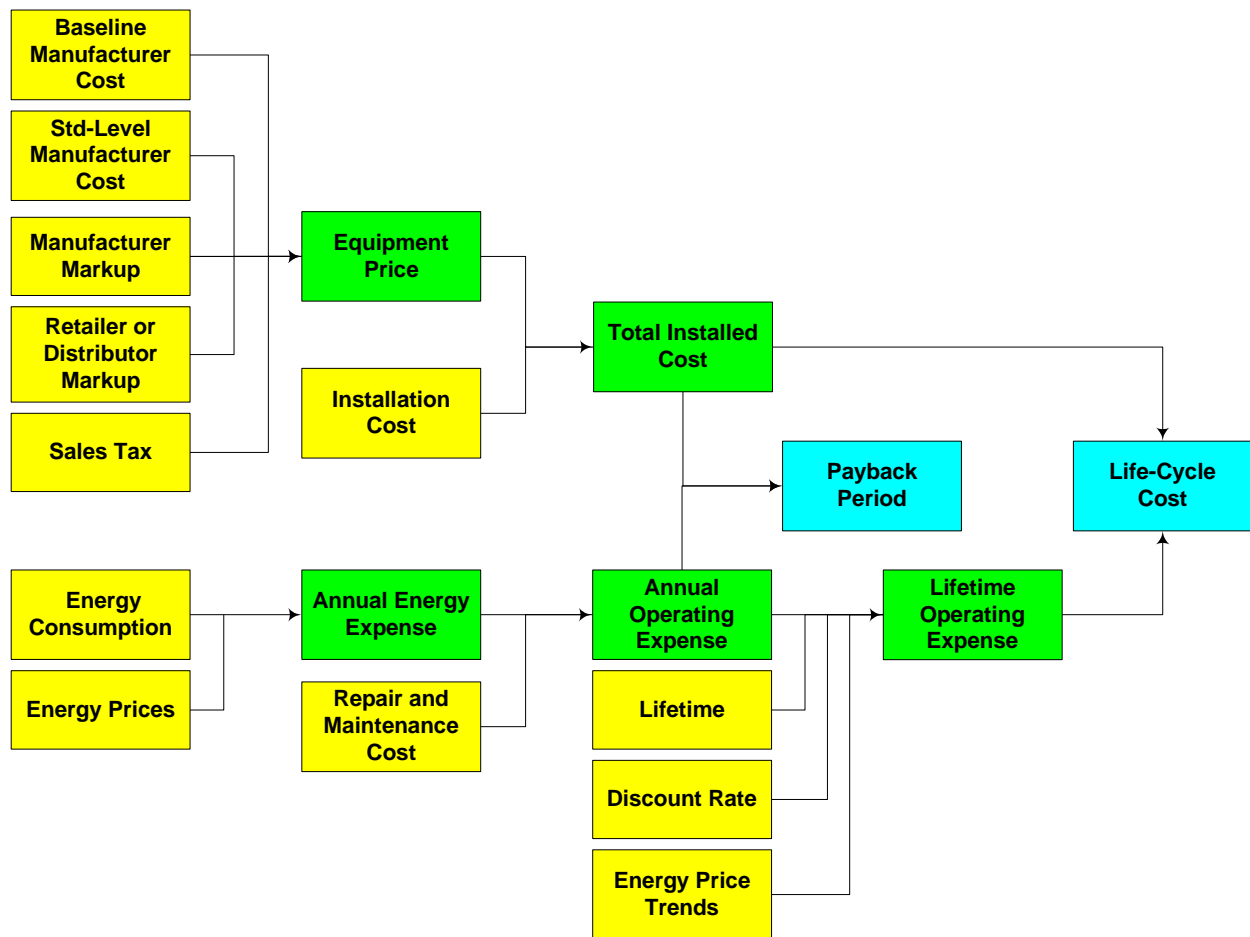 Baseline
Manufacturer
Cost
Std-Level
Manufacturer
Cost
Manufacturer
Markup
Equipment
Price
Retailer or
Distributor
Markup
Total Installed
Cost
Installation
Cost
Sales Tax
Payback
Period
Life-Cycle
Cost
Energy
Consumption
Annual Energy
Expense
Annual
Operating
Expense
Lifetime
Operating
Expense
Energy Prices
Repair and
Maintenance
Cost
Lifetime
Discount Rate
Energy Price
Trends